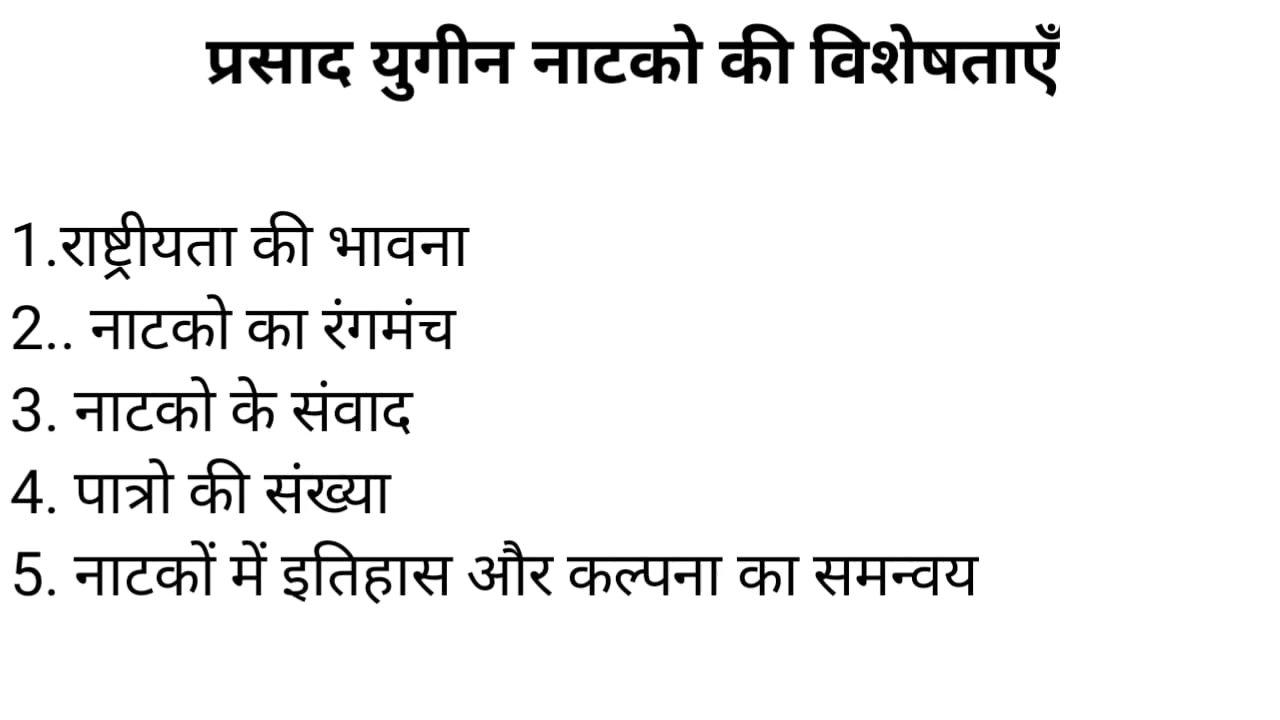 प्रसाद युगीन नाटको की विशेषताएँ
1.राष्ट्रीयता की भावना
2.. नाटको का रंगमंच
3. नाटको के संवाद
4. पात्रो की संख्या
5. नाटकों में इतिहास और कल्पना का समन्वय